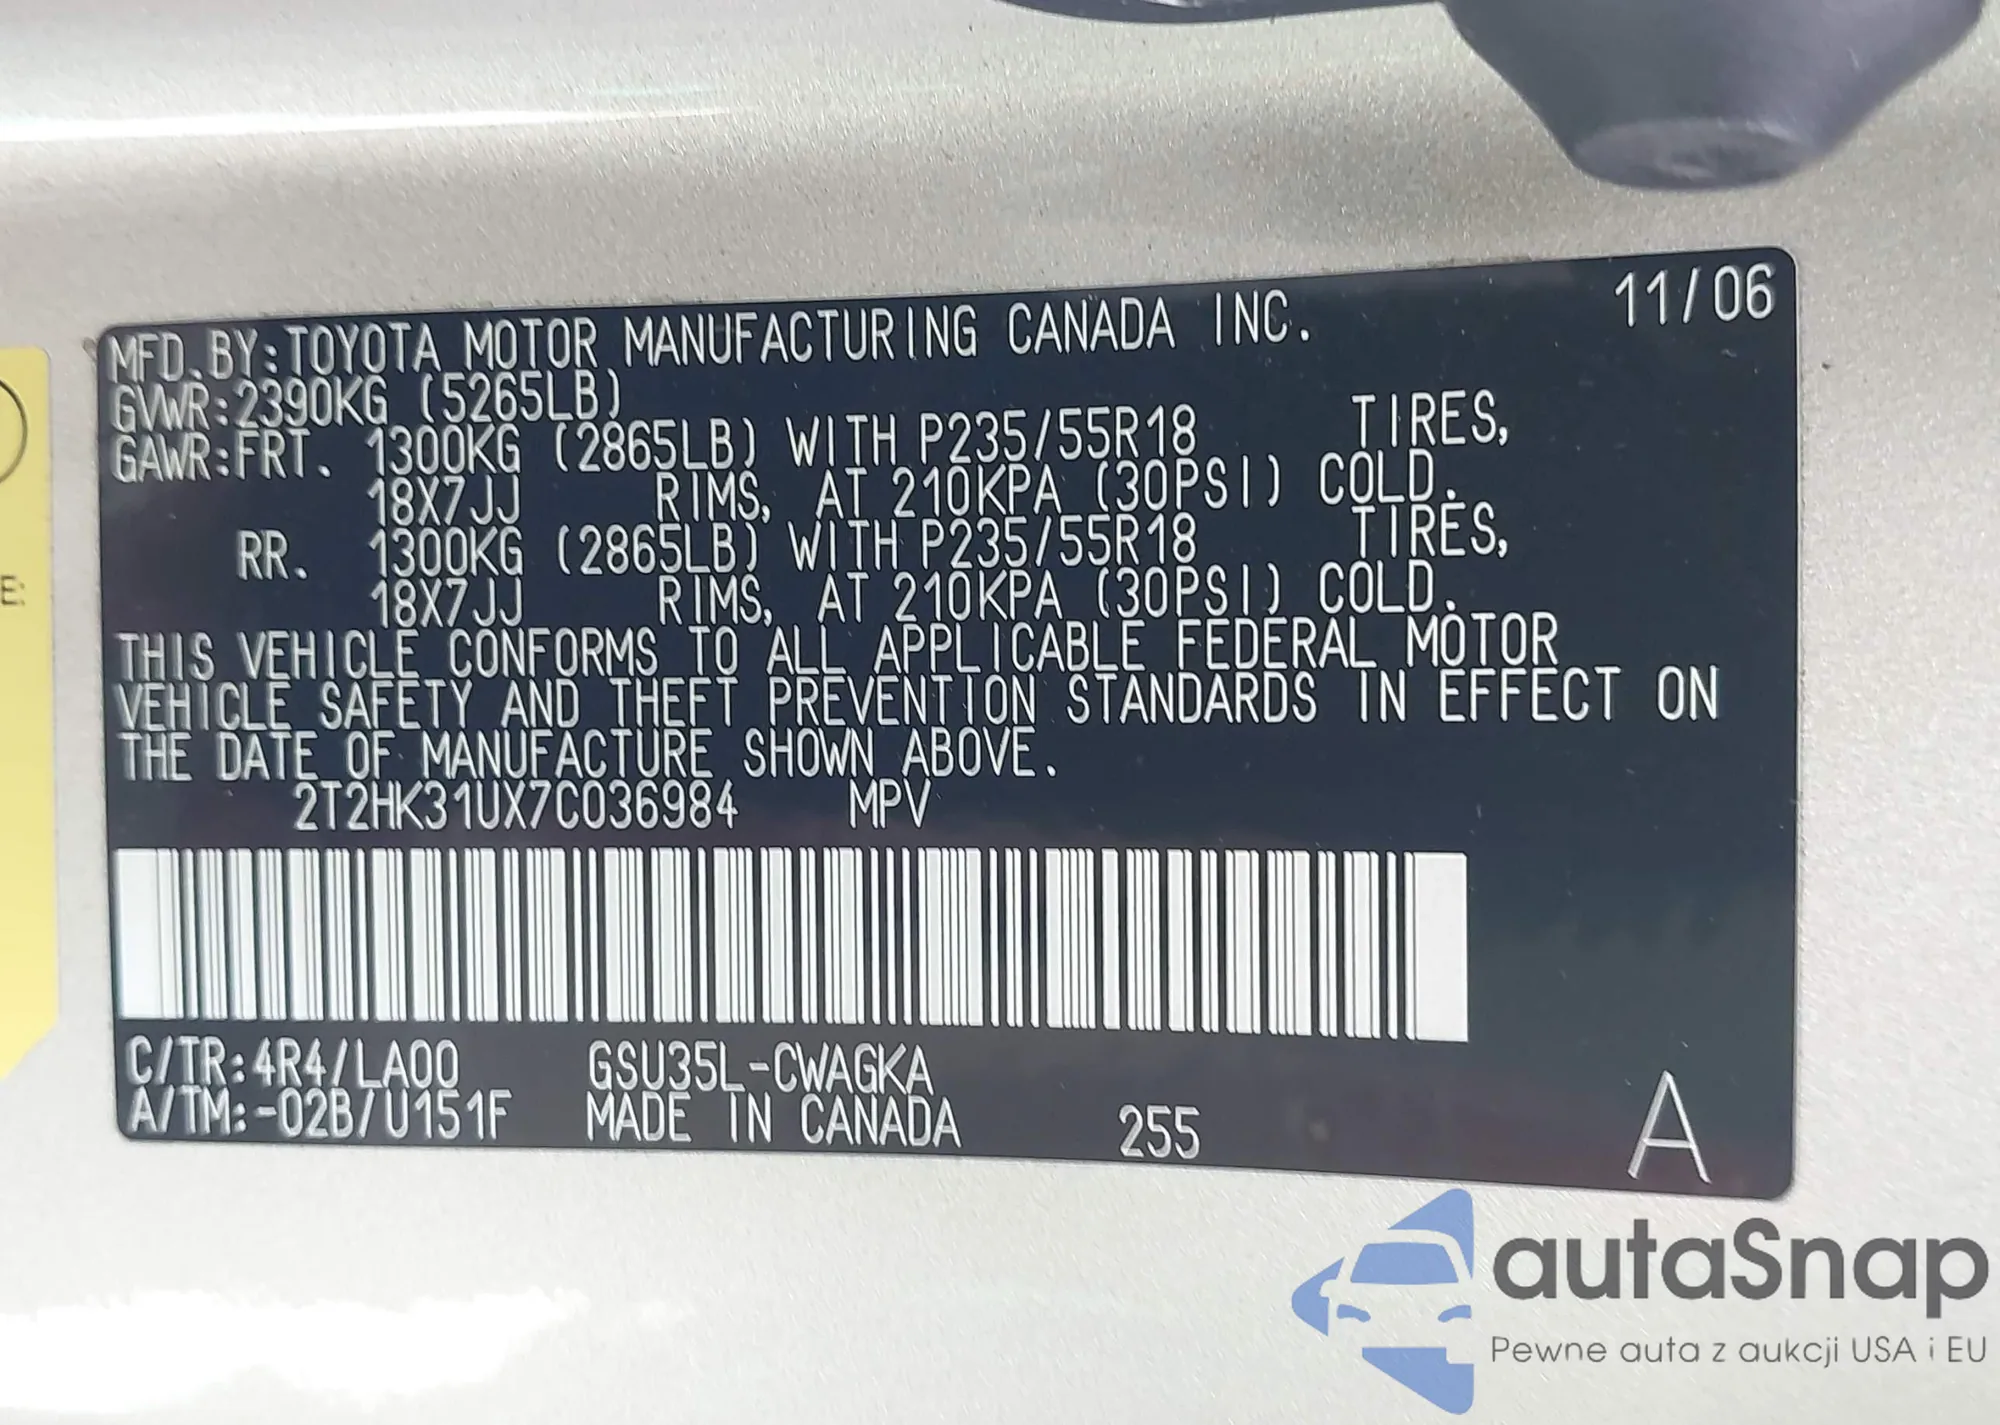 MFD. BY: TOYOTA MOTOR MANUFACTURING CANADA INC. 11/06
GVWR: 2390KG (5265LB)
GAWR: FRT. 1300KG (2865LB) WITH P235/55R18 TIRES,
18X7JJ RIMS, AT 210KPA (30PSI) COLD.
RR. 1300KG (2865LB) WITH P235/55R18 TIRES,
18X7JJ RIMS, AT 210KPA (30PSI) COLD.
THIS VEHICLE CONFORMS TO ALL APPLICABLE FEDERAL MOTOR
VEHICLE SAFETY AND THEFT PREVENTION STANDARDS IN EFFECT ON
THE DATE OF MANUFACTURE SHOWN ABOVE.
2T2HK31UX7C036984 MPV
C/TR: 4R4/LA00 GSU35L-CWAGKA
A/TM: -02B/U151F MADE IN CANADA 255 A
E
autaSnap
Pewne auta z aukcji USA i EU